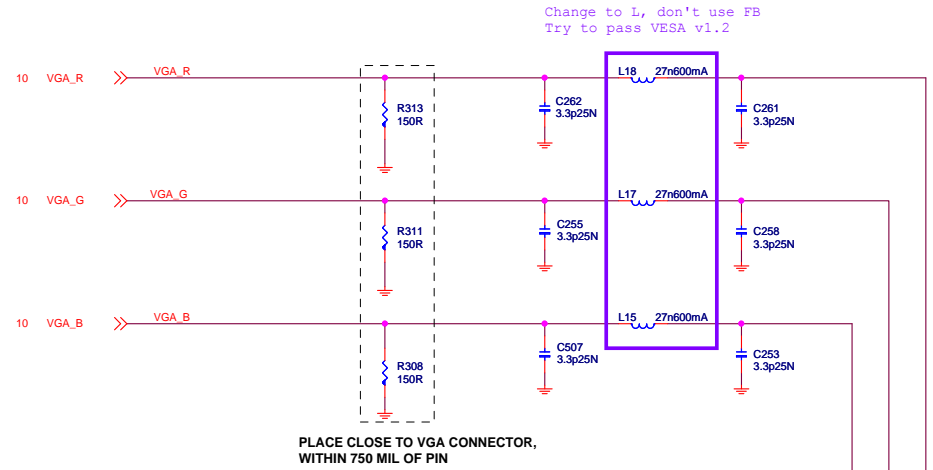 Change to L, don't use FB
Try to pass VESA v1.2
10 VGA_R VGA_R
L18 27n600mA
R313
150R
C262
3.3p25N
C261
3.3p25N
10 VGA_G VGA_G
L17 27n600mA
R311
150R
C255
3.3p25N
C258
3.3p25N
10 VGA_B VGA_B
L15 27n600mA
R308
150R
C507
3.3p25N
C253
3.3p25N
PLACE CLOSE TO VGA CONNECTOR,
WITHIN 750 MIL OF PIN